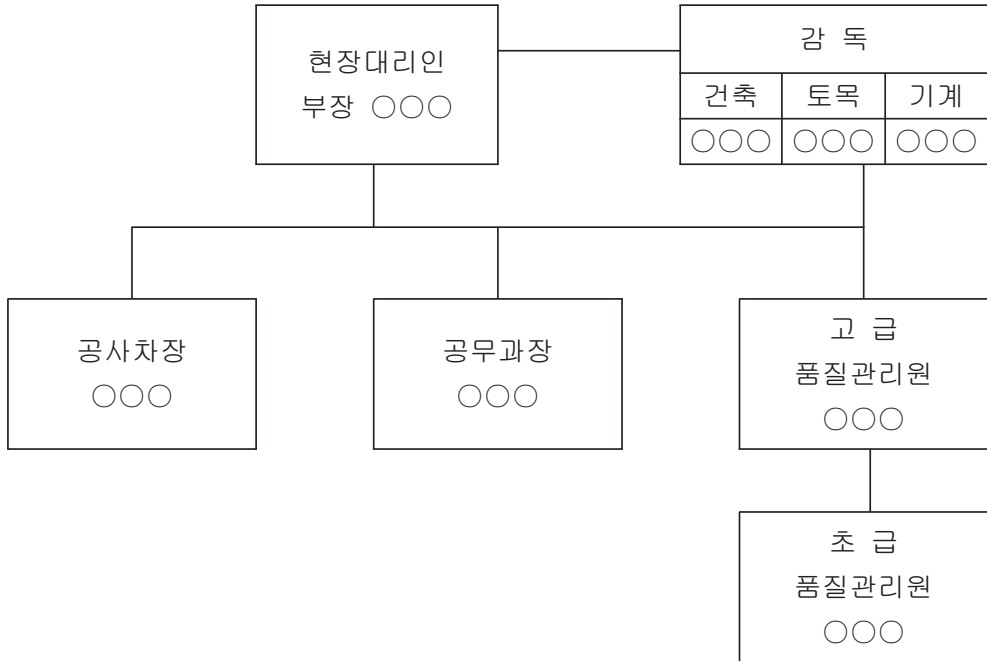 현장대리인
부장 ○○○
감 독
건축 토목 기계
○○○ ○○○ ○○○
공사차장
○○○
공무과장
○○○
고 급
품질관리원
○○○
초 급
품질관리원
○○○